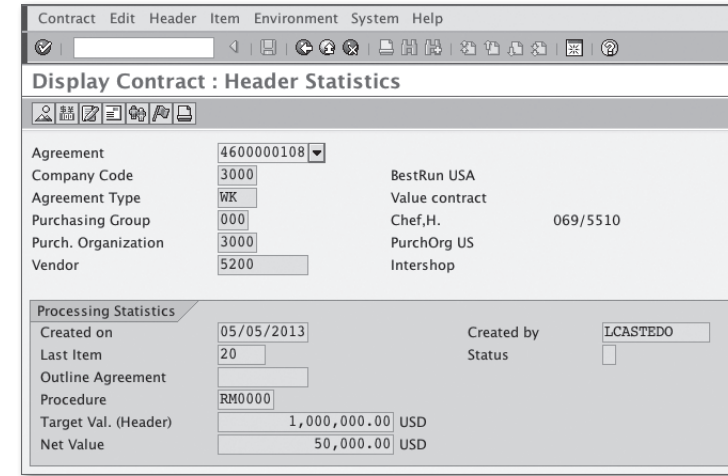 Contract Edit Header Item Environment System Help
Display Contract : Header Statistics
Agreement 4600000108
Company Code 3000 BestRun USA
Agreement Type WK Value contract
Purchasing Group 000 Chef,H. 069/5510
Purch. Organization 3000 PurchOrg US
Vendor 5200 Intershop
Processing Statistics
Created on 05/05/2013 Created by LCASTEDO
Last Item 20 Status
Outline Agreement
Procedure RM0000
Target Val. (Header) 1,000,000.00 USD
Net Value 50,000.00 USD